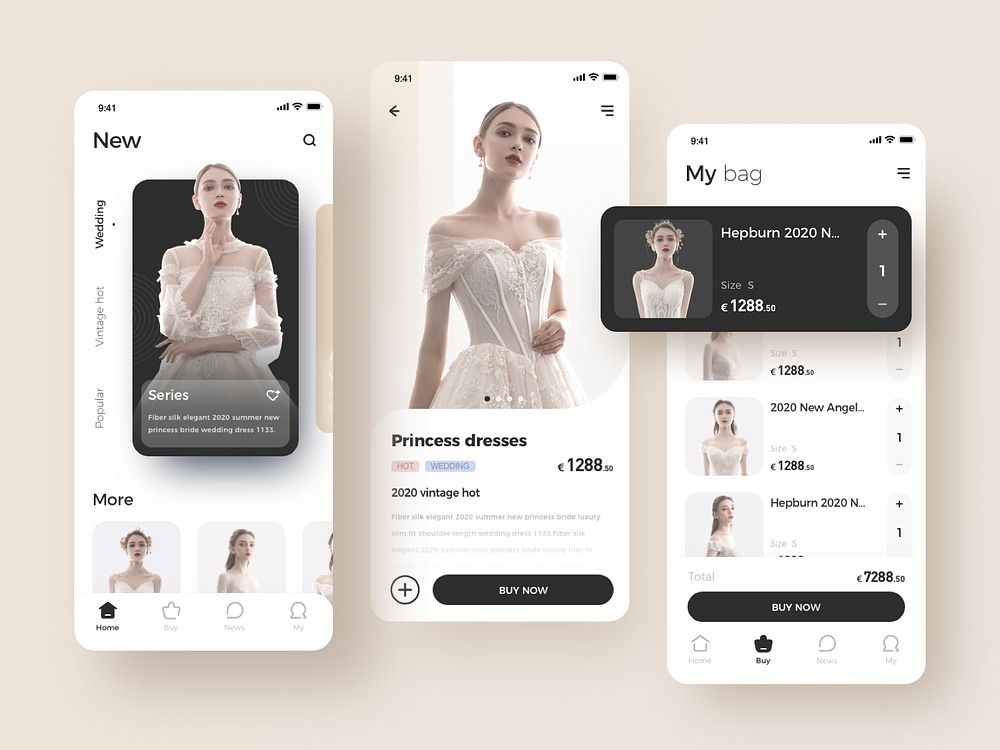 9:41
New
Wedding
Vintage hot
Popular
Series
Fiber silk elegant 2020 summer new
princess bride wedding dress 1133.
More
Home
Buy
News
My
9:41
Princess dresses
HOT
WEDDING
€ 1288.50
2020 vintage hot
Fiber silk elegant 2020 summer new princess bride luxury
slim fit shoulder-length wedding dress 1133.Fiber silk
elegant 2020 summer new princess Bride luxury slim fit
BUY NOW
9:41
My bag
Hepburn 2020 N...
Size S
€ 1288.50
+
1
−
Size S
€ 1288.50
1
−
2020 New Angel...
Size S
€ 1288.50
+
1
−
Hepburn 2020 N...
Size S
+
1
Total
€ 7288.50
BUY NOW
Home
Buy
News
My